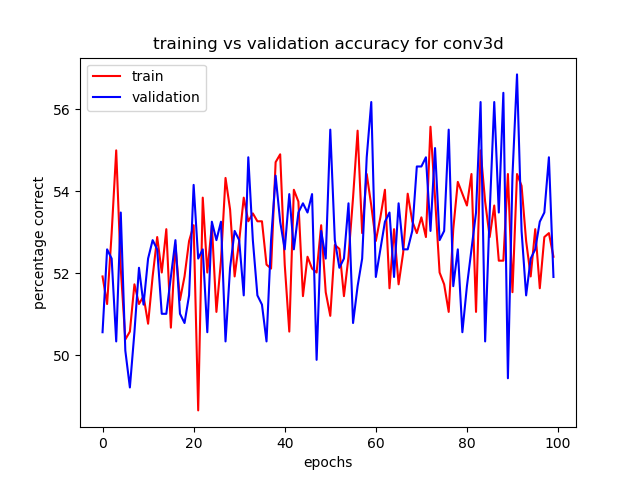 training vs validation accuracy for conv3d
train
validation
percentage correct
56
54
52
50
0 20 40 60 80 100
epochs